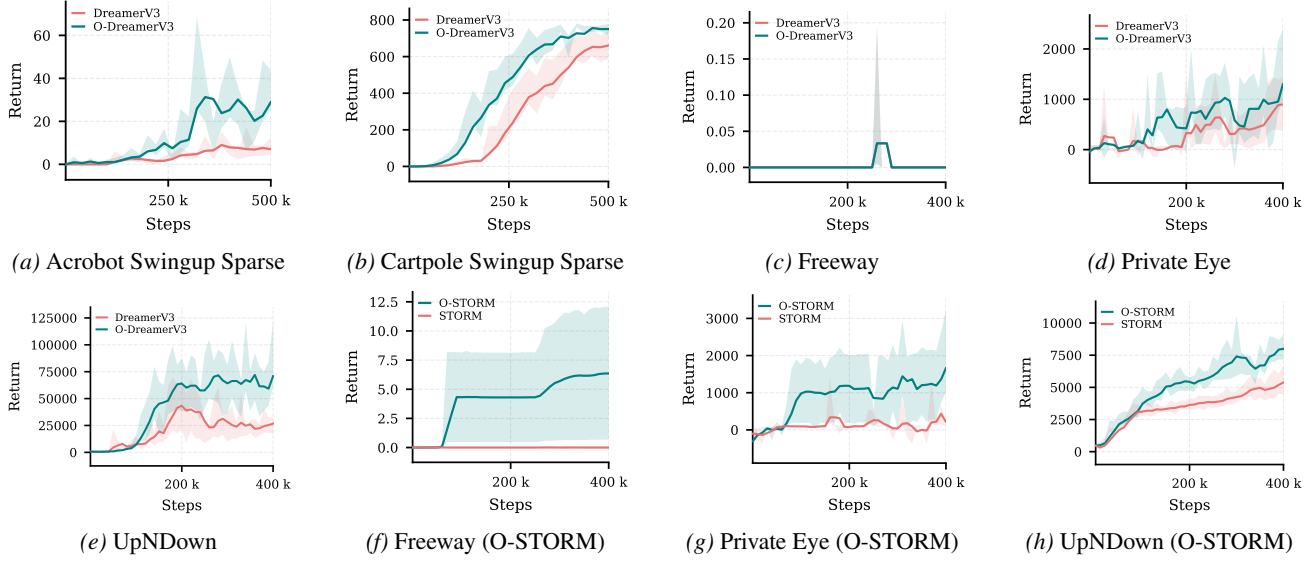 DreamerV3
O-DreamerV3
Return
60
40
20
0
250 k
500 k
Steps
(a) Acrobot Swingup Sparse
DreamerV3
O-DreamerV3
Return
800
600
400
200
0
250 k
500 k
Steps
(b) Cartpole Swingup Sparse
DreamerV3
O-DreamerV3
Return
0.20
0.15
0.10
0.05
0.00
200 k
400 k
Steps
(c) Freeway
DreamerV3
O-DreamerV3
Return
2000
1000
0
200 k
400 k
Steps
(d) Private Eye
DreamerV3
O-DreamerV3
Return
125000
100000
75000
50000
25000
0
200 k
400 k
Steps
(e) UpNDown
O-STORM
STORM
Return
12.5
10.0
7.5
5.0
2.5
0.0
200 k
400 k
Steps
(f) Freeway (O-STORM)
O-STORM
STORM
Return
3000
2000
1000
0
200 k
400 k
Steps
(g) Private Eye (O-STORM)
O-STORM
STORM
Return
10000
7500
5000
2500
0
200 k
400 k
Steps
(h) UpNDown (O-STORM)